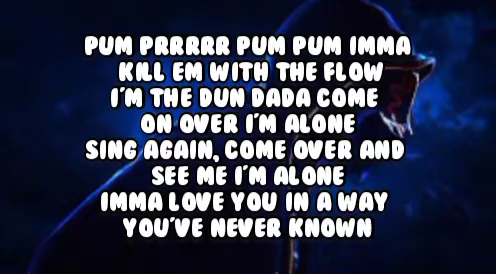 PUM PRRRRR PUM PUM IMMA
KILL EM WITH THE FLOW
I'M THE DUN DADA COME
ON OVER I'M ALONE
SING AGAIN, COME OVER AND
SEE ME I'M ALONE
IMMA LOVE YOU IN A WAY
YOU'VE NEVER KNOWN